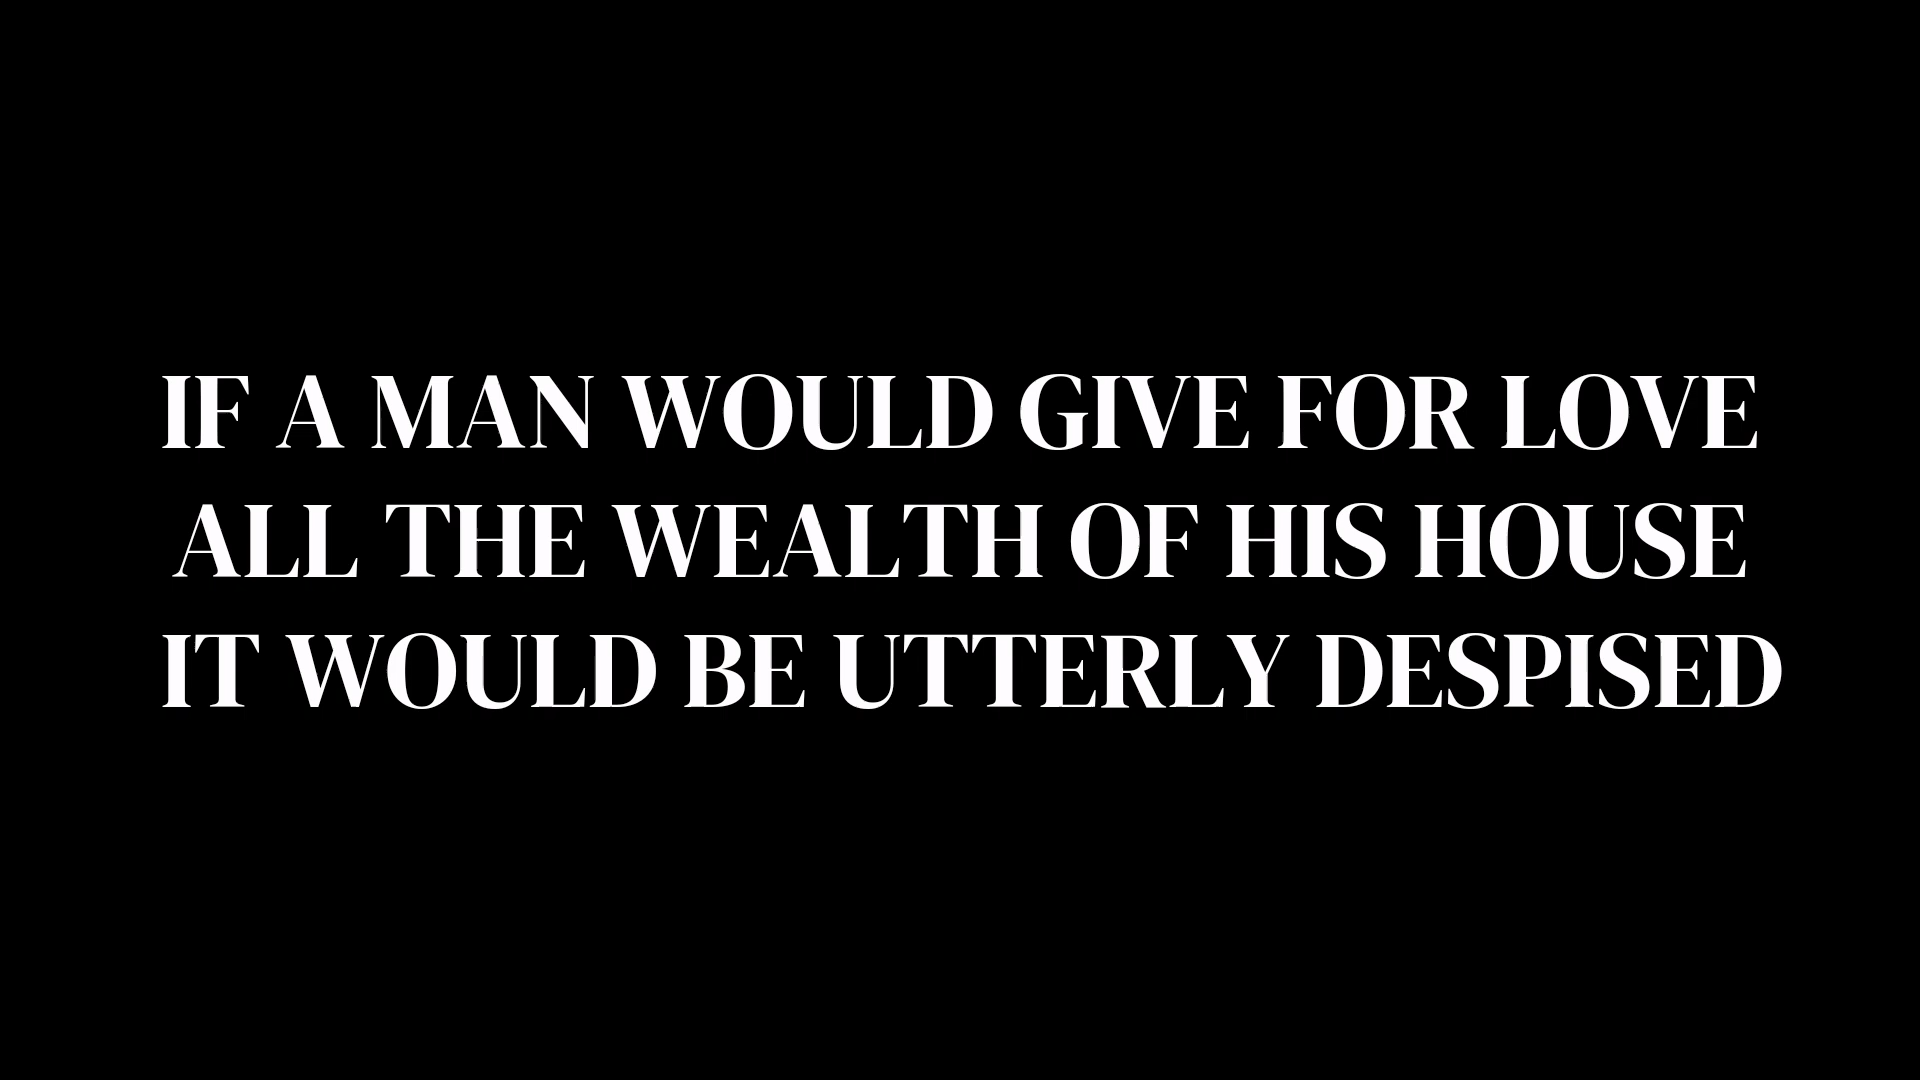 IF A MAN WOULD GIVE FOR LOVE
ALL THE WEALTH OF HIS HOUSE
IT WOULD BE UTTERLY DESPISED